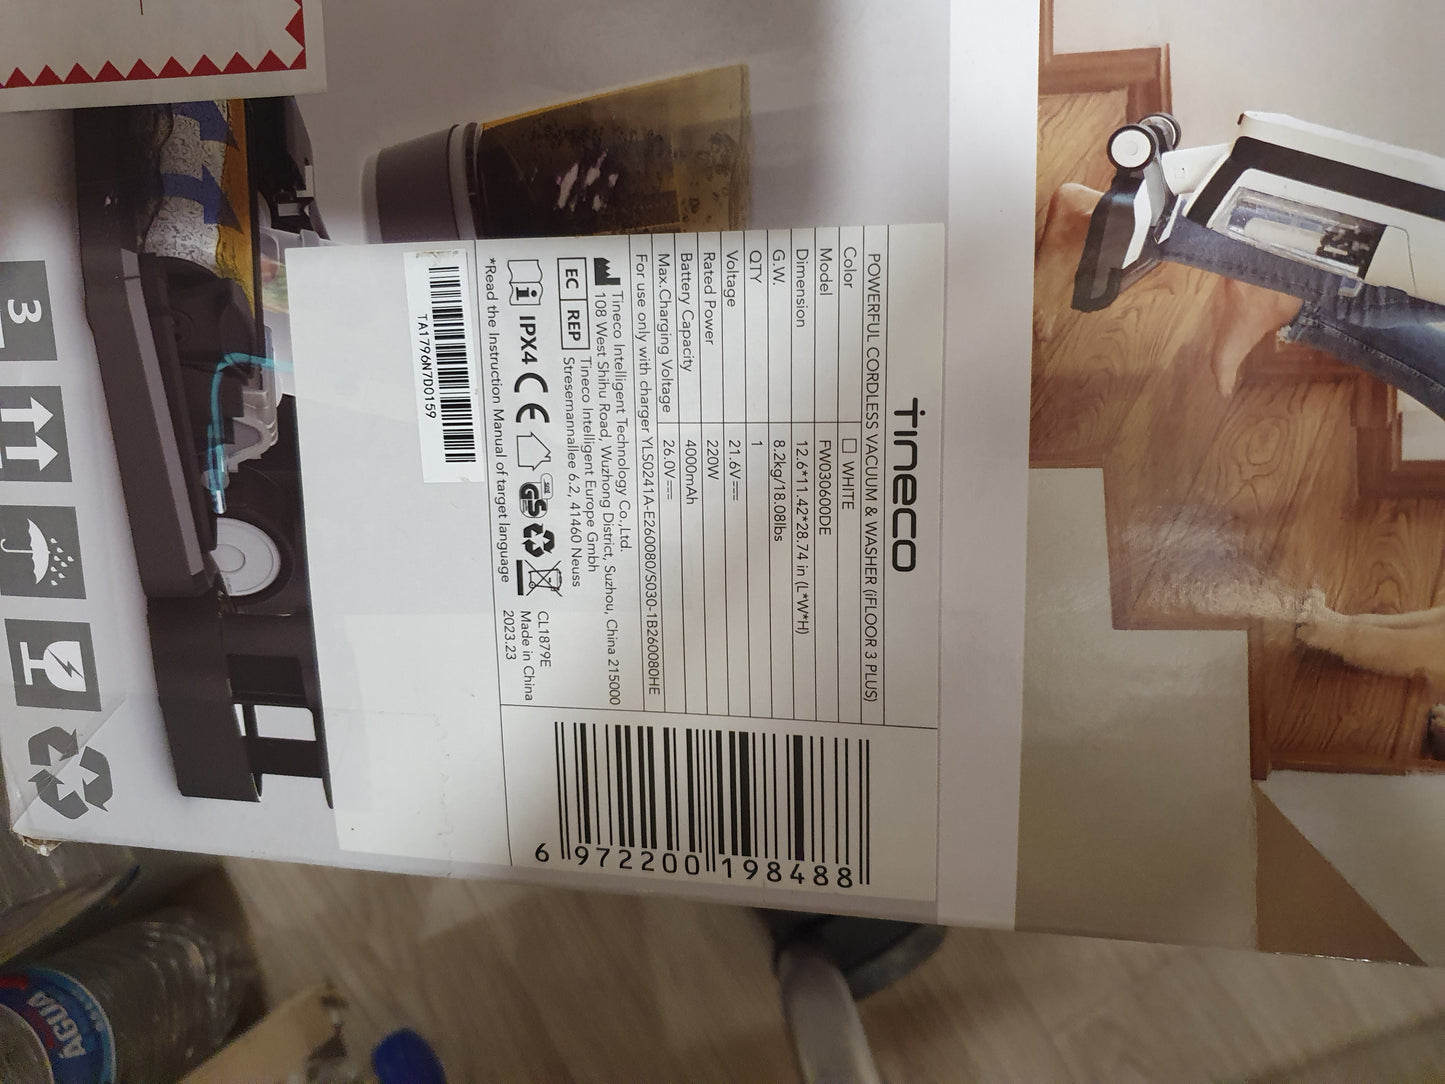 tineco
POWERFUL CORDLESS VACUUM & WASHER (iFLOOR 3 PLUS)
Color □ WHITE
Model FW030600DE
Dimension 12.6*11.42*28.74 in (L*W*H)
G.W. 8.2kg/18.08lbs
QTY 1
Voltage 21.6V⎓
Rated Power 220W
Battery Capacity 4000mAh
Max.Charging Voltage 26.0V⎓
For use only with charger YLS0241A-E260080/S030-1B260080HE
Tineco Intelligent Technology Co.,Ltd.
108 West Shihu Road, Wuzhong District, Suzhou, China 215000
EC REP Tineco Intelligent Europe Gmbh
Stresemannallee 6.2, 41460 Neuss
i IPX4 CE GS
CL1879E
Made in China
2023.23
*Read the Instruction Manual of target language
TA1796N7D0159
6 972200 198488
3
ÁGUA